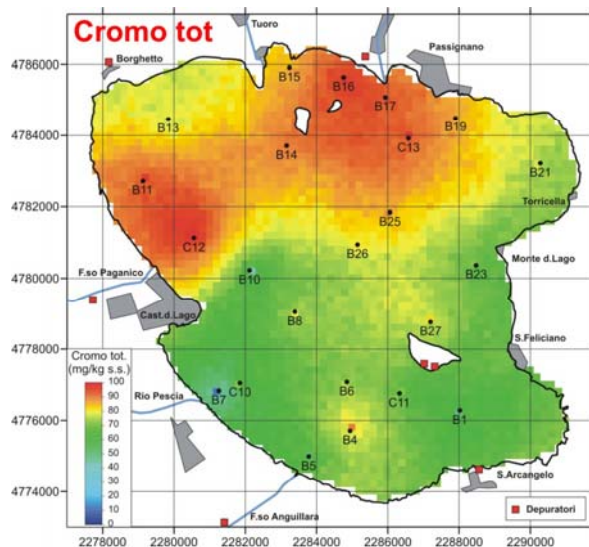 Cromo tot
Tuoro
Passignano
Borghetto
4786000
B15
B16
B17
B13
B19
4784000
C13
B14
B21
B11
4782000
Torricella
B25
C12
B26
Monte d.Lago
4780000
F.so Paganico
B10
B23
B8
Cast.d.Lago
B27
4778000
S.Feliciano
Cromo tot.
(mg/kg s.s.)
Rio Pescia
100
90
80
70
60
50
40
30
20
10
0
B7
C10
B6
C11
4776000
B1
B4
B5
S.Arcangelo
4774000
F.so Anguillara
Depuratori
2278000 2280000 2282000 2284000 2286000 2288000 2290000